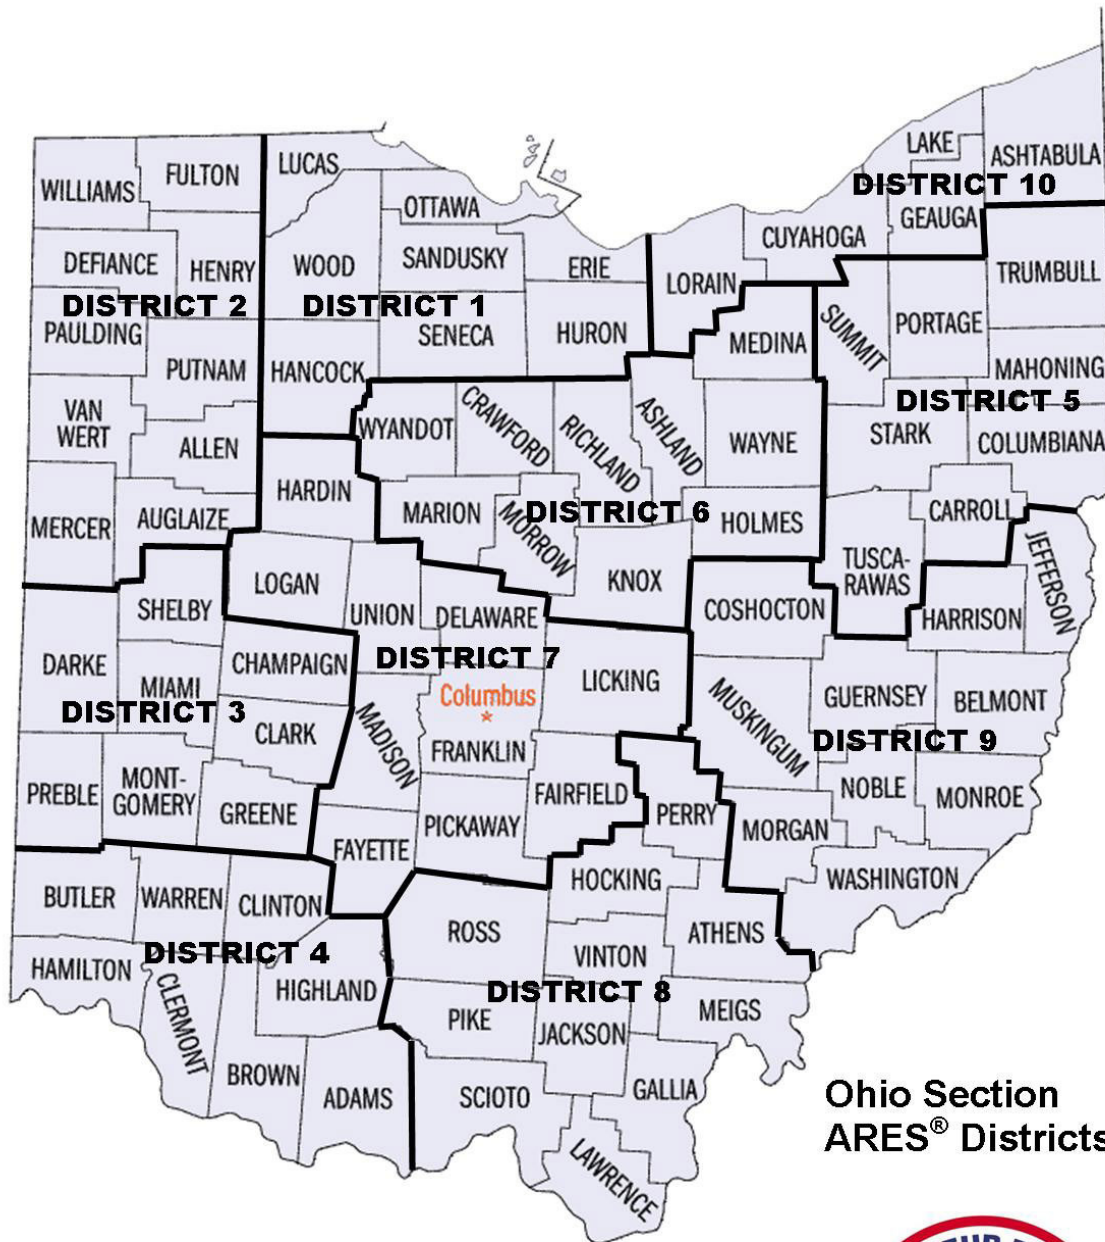 LAKE
ASHTABULA
LUCAS
FULTON
WILLIAMS
DISTRICT 10
OTTAWA
GEAUGA
CUYAHOGA
DEFIANCE
HENRY
WOOD
SANDUSKY
ERIE
LORAIN
TRUMBULL
DISTRICT 2
DISTRICT 1
PAULDING
SENECA
HURON
MEDINA
SUMMIT
PORTAGE
PUTNAM
HANCOCK
MAHONING
DISTRICT 5
VAN
WERT
ALLEN
WYANDOT
CRAWFORD
RICHLAND
ASHLAND
WAYNE
STARK
COLUMBIANA
HARDIN
MERCER
AUGLAIZE
MARION
MORROW
DISTRICT 6
HOLMES
CARROLL
JEFFERSON
TUSCA-
RAWAS
LOGAN
KNOX
SHELBY
UNION
DELAWARE
COSHOCTON
HARRISON
DARKE
CHAMPAIGN
DISTRICT 7
MIAMI
Columbus
*
LICKING
MUSKINGUM
GUERNSEY
BELMONT
DISTRICT 3
CLARK
MADISON
DISTRICT 9
FRANKLIN
PREBLE
MONT-
GOMERY
GREENE
FAIRFIELD
PERRY
NOBLE
MONROE
PICKAWAY
MORGAN
FAYETTE
HOCKING
WASHINGTON
BUTLER
WARREN
CLINTON
ROSS
ATHENS
DISTRICT 4
VINTON
HAMILTON
CLERMONT
HIGHLAND
DISTRICT 8
PIKE
JACKSON
MEIGS
BROWN
ADAMS
SCIOTO
GALLIA
LAWRENCE
Ohio Section
ARES® Districts